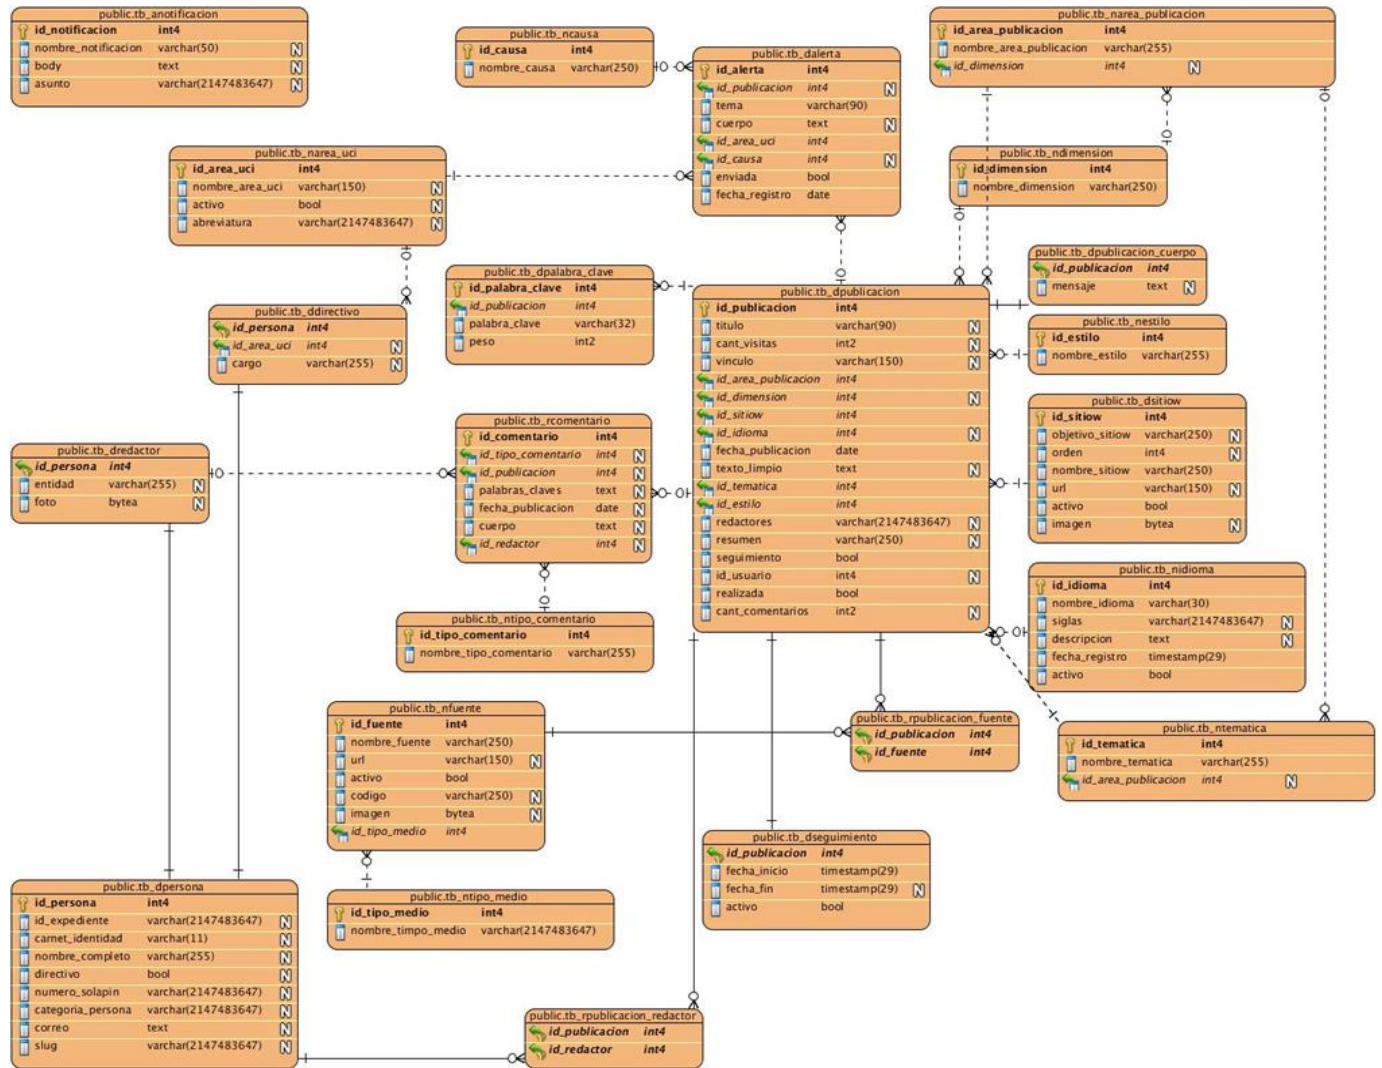 public.tb_anotificacion
id_notificacion int4
nombre_notificacion varchar(50) N
body text N
asunto varchar(2147483647) N
public.tb_ncausa
id_causa int4
nombre_causa varchar(250)
public.tb_dalerta
id_alerta int4
id_publicacion int4 N
tema varchar(90)
cuerpo text N
id_area_uci int4
id_causa int4 N
enviada bool
fecha_registro date
public.tb_narea_publicacion
id_area_publicacion int4
nombre_area_publicacion varchar(255)
id_dimension int4 N
public.tb_narea_uci
id_area_uci int4
nombre_area_uci varchar(150) N
activo bool N
abreviatura varchar(2147483647) N
public.tb_ndimension
id_dimension int4
nombre_dimension varchar(250)
public.tb_dpalabra_clave
id_palabra_clave int4
id_publicacion int4
palabra_clave varchar(32)
peso int2
public.tb_dpublicacion_cuerpo
id_publicacion int4
mensaje text N
public.tb_ddirectivo
id_persona int4
id_area_uci int4 N
cargo varchar(255) N
public.tb_dpublicacion
id_publicacion int4
titulo varchar(90) N
cant_visitas int2 N
vinculo varchar(150) N
id_area_publicacion int4
id_dimension int4 N
id_sitiow int4
id_idioma int4 N
fecha_publicacion date
texto_limpio text N
id_tematica int4
id_estilo int4
redactores varchar(2147483647) N
resumen varchar(250) N
seguimiento bool
id_usuario int4 N
realizada bool
cant_comentarios int2 N
public.tb_nestilo
id_estilo int4
nombre_estilo varchar(255)
public.tb_dsitiow
id_sitiow int4
objetivo_sitiow varchar(250) N
orden int4 N
nombre_sitiow varchar(250)
url varchar(150) N
activo bool
imagen bytea N
public.tb_rcomentario
id_comentario int4
id_tipo_comentario int4 N
id_publicacion int4 N
palabras_claves text N
fecha_publicacion date N
cuerpo text N
id_redactor int4 N
public.tb_dredactor
id_persona int4
entidad varchar(255) N
foto bytea N
public.tb_nidioma
id_idioma int4
nombre_idioma varchar(30)
siglas varchar(2147483647) N
descripcion text N
fecha_registro timestamp(29)
activo bool
public.tb_ntipo_comentario
id_tipo_comentario int4
nombre_tipo_comentario varchar(255)
public.tb_nfuente
id_fuente int4
nombre_fuente varchar(250)
url varchar(150) N
activo bool
codigo varchar(250) N
imagen bytea N
id_tipo_medio int4
public.tb_rpublicacion_fuente
id_publicacion int4
id_fuente int4
public.tb_ntematica
id_tematica int4
nombre_tematica varchar(255)
id_area_publicacion int4 N
public.tb_dseguimiento
id_publicacion int4
fecha_inicio timestamp(29)
fecha_fin timestamp(29) N
activo bool
public.tb_dpersona
id_persona int4
id_expediente varchar(2147483647) N
carnet_identidad varchar(11) N
nombre_completo varchar(255) N
directivo bool N
numero_solapin varchar(2147483647) N
categoria_persona varchar(2147483647) N
correo text N
slug varchar(2147483647) N
public.tb_ntipo_medio
id_tipo_medio int4
nombre_timpo_medio varchar(2147483647)
public.tb_rpublicacion_redactor
id_publicacion int4
id_redactor int4